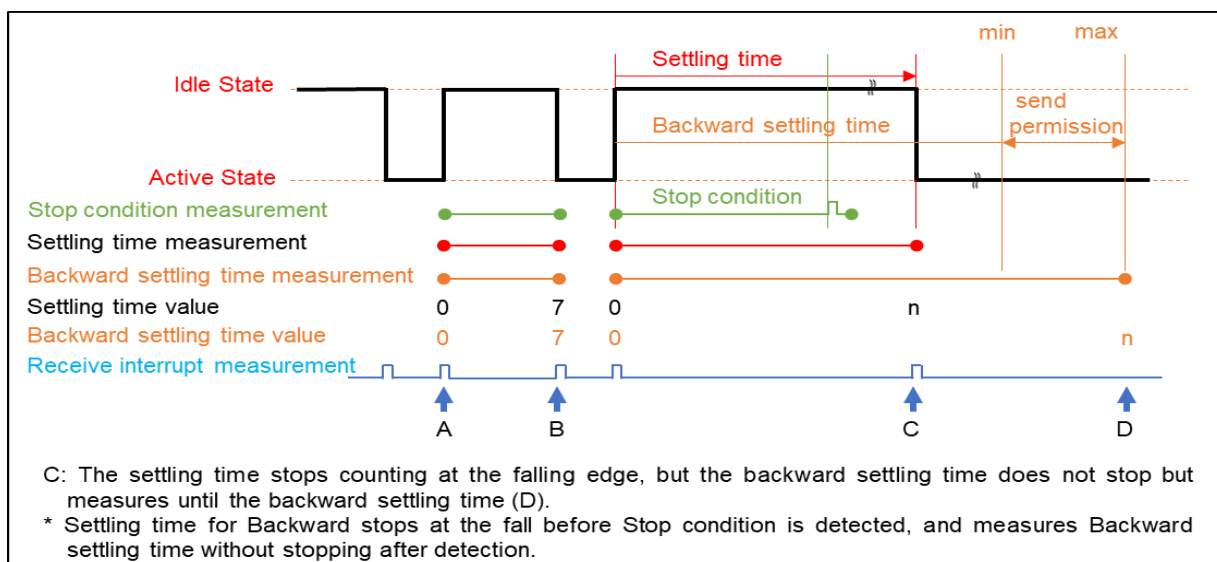 min max
Settling time
Idle State
send
permission
Backward settling time
Active State
Stop condition
Stop condition measurement
Settling time measurement
Backward settling time measurement
Settling time value 0 7 0 n
Backward settling time value 0 7 0 n
Receive interrupt measurement
A B C D
C: The settling time stops counting at the falling edge, but the backward settling time does not stop but
measures until the backward settling time (D).
* Settling time for Backward stops at the fall before Stop condition is detected, and measures Backward
settling time without stopping after detection.